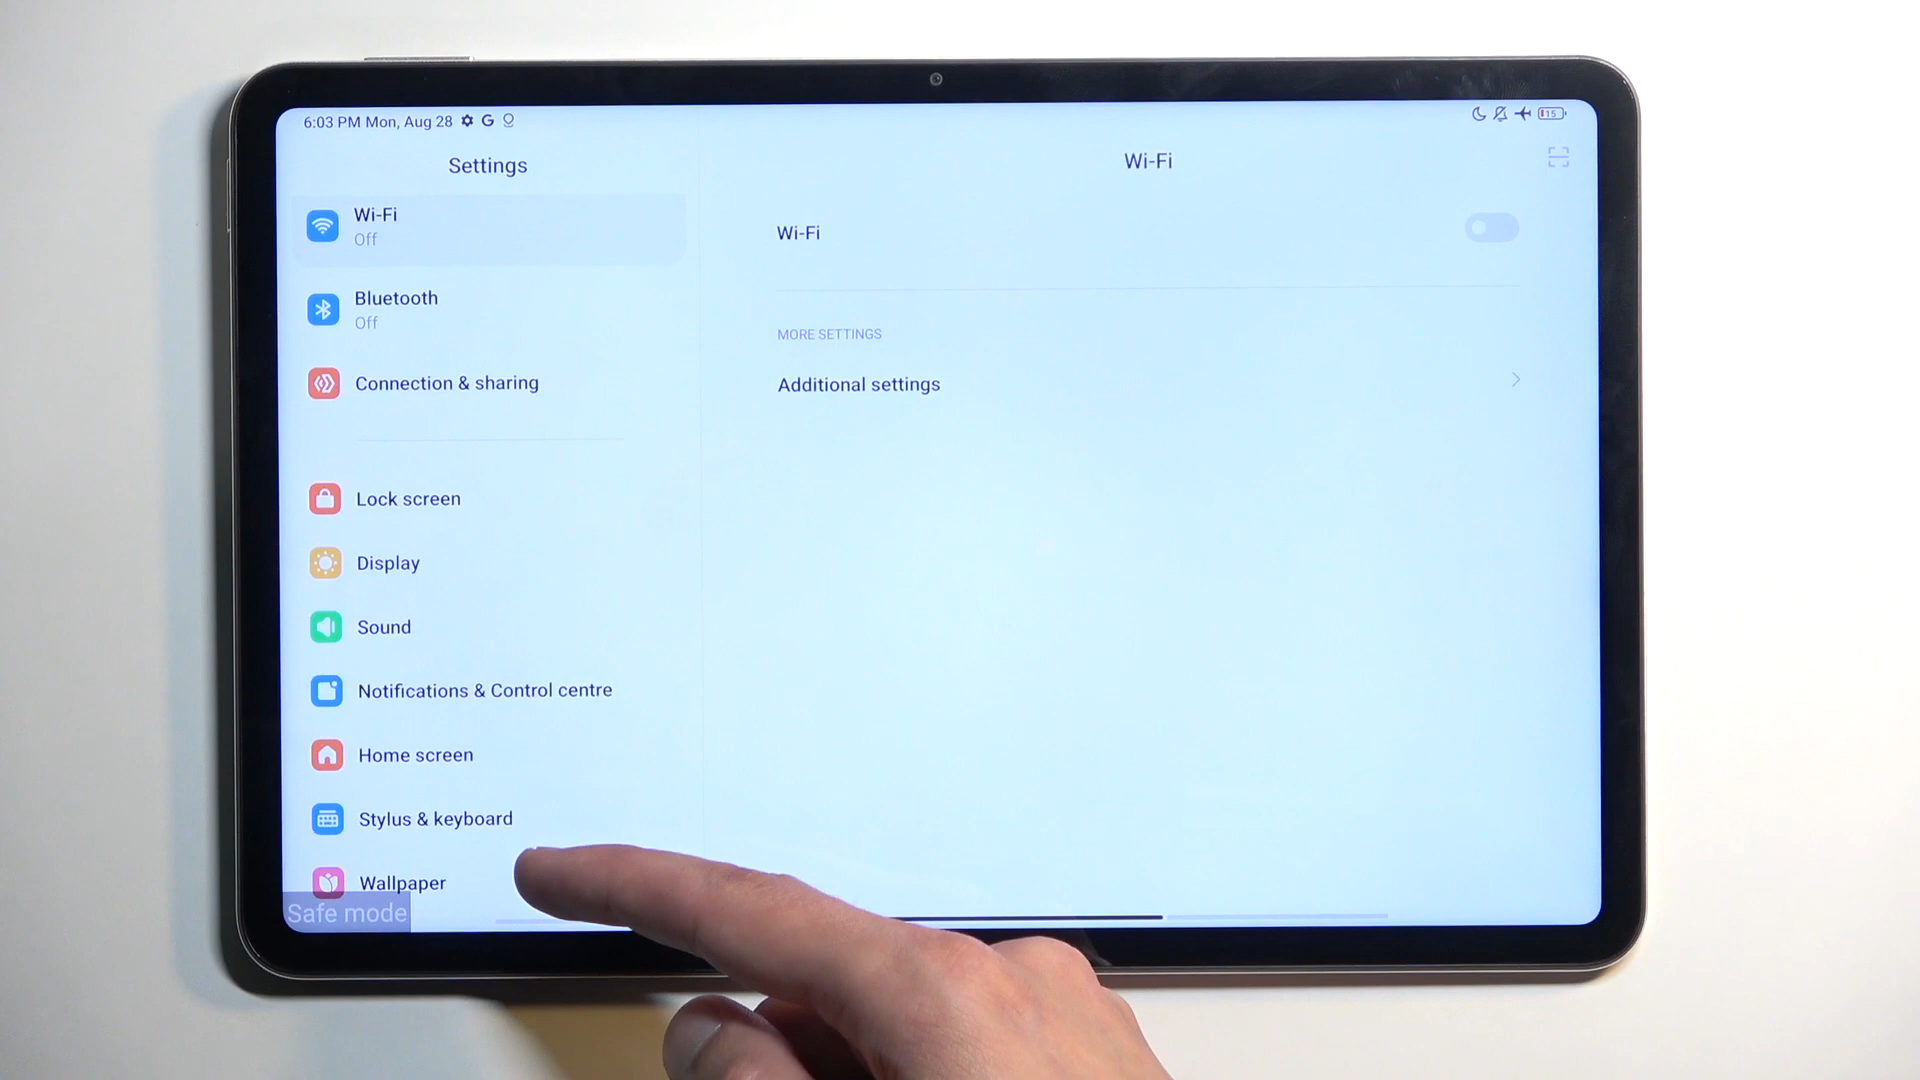 6:03 PM Mon, Aug 28
15
Settings
Wi-Fi
Off
Bluetooth
Off
Connection & sharing
Lock screen
Display
Sound
Notifications & Control centre
Home screen
Stylus & keyboard
Wallpaper
Safe mode
Wi-Fi
Wi-Fi
MORE SETTINGS
Additional settings